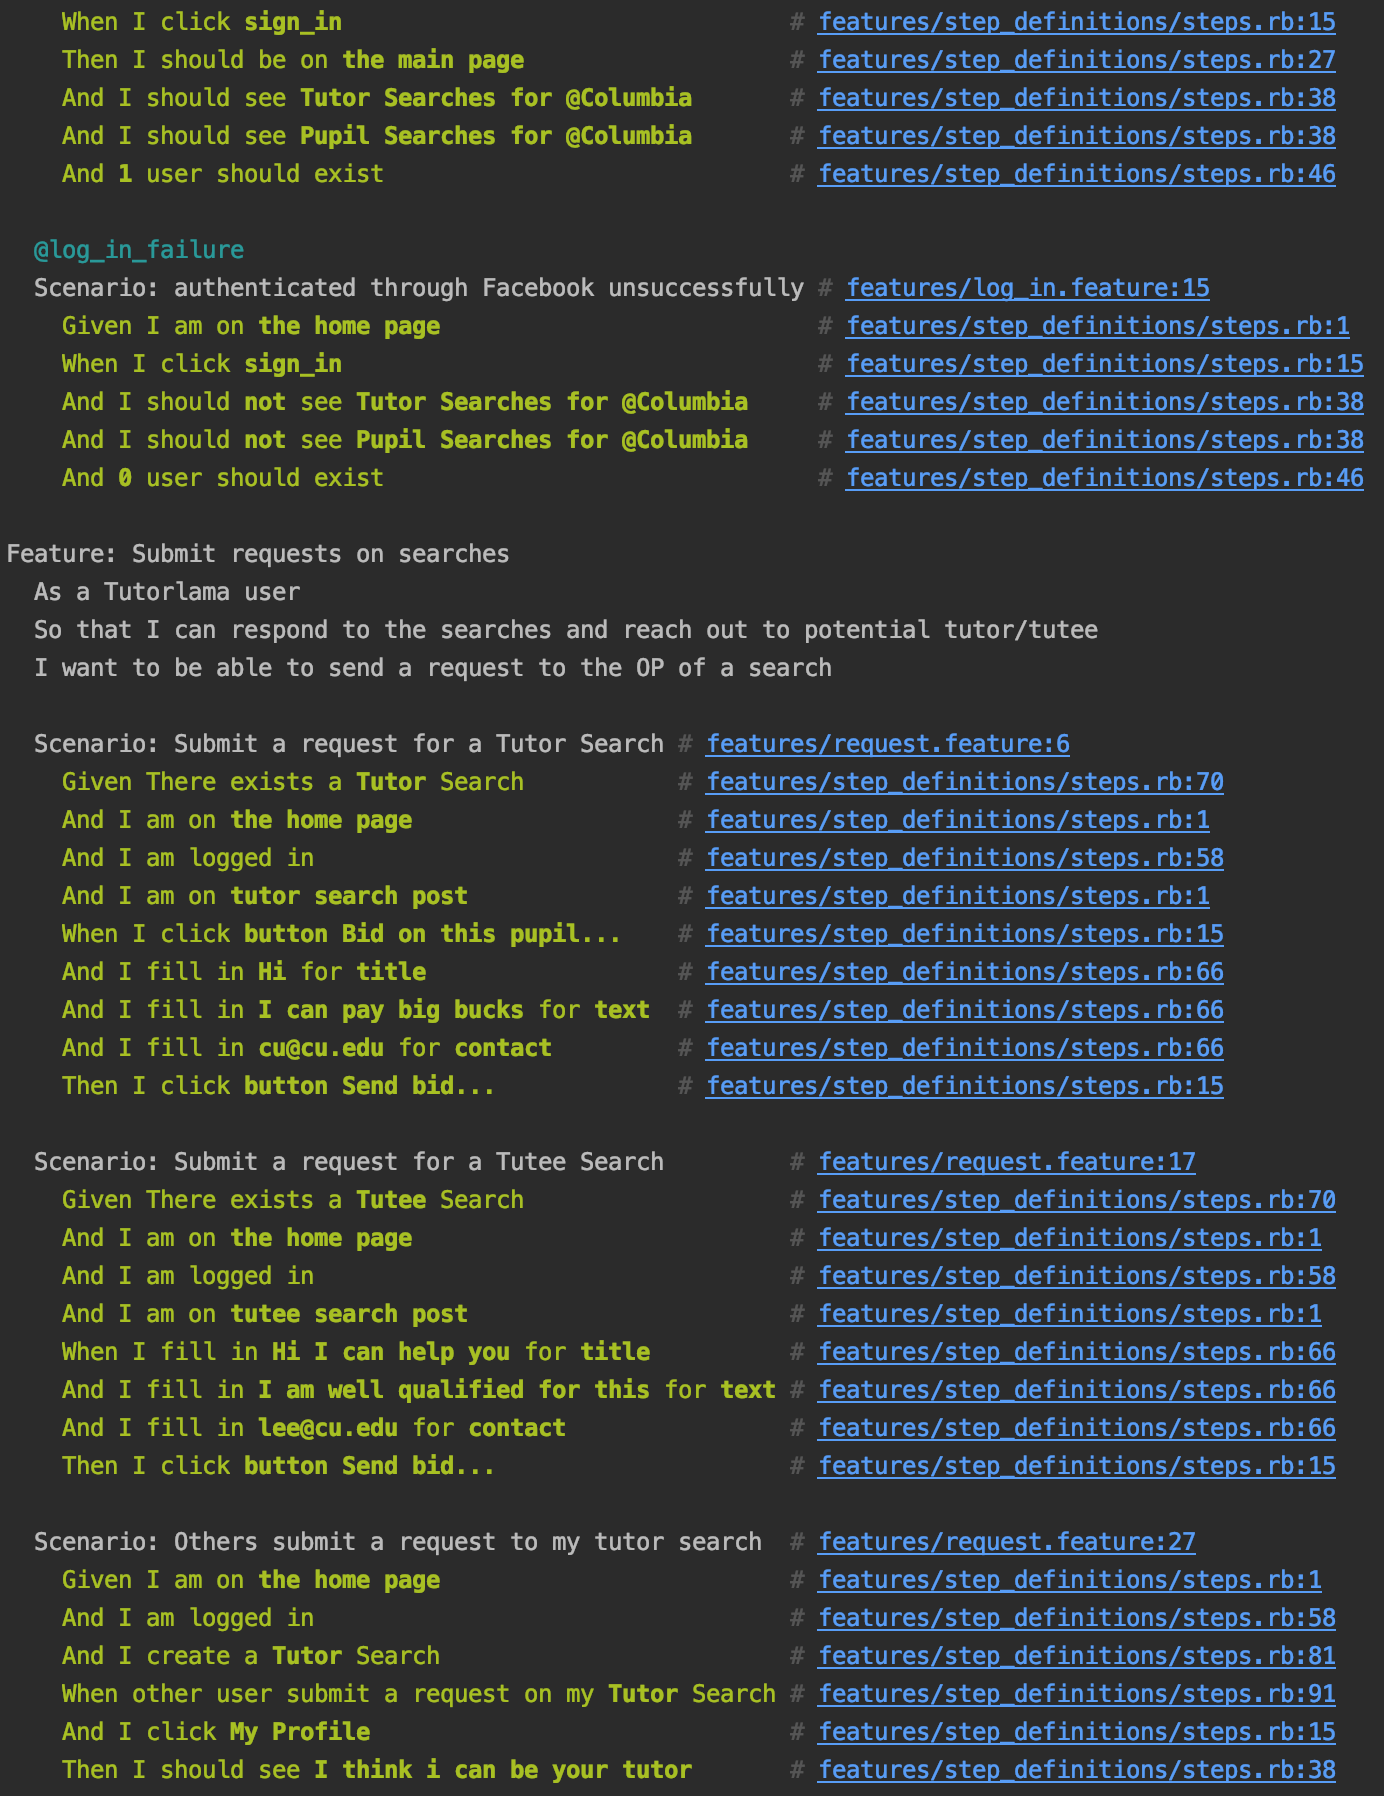 When I click sign_in # features/step_definitions/steps.rb:15
Then I should be on the main page # features/step_definitions/steps.rb:27
And I should see Tutor Searches for @Columbia # features/step_definitions/steps.rb:38
And I should see Pupil Searches for @Columbia # features/step_definitions/steps.rb:38
And 1 user should exist # features/step_definitions/steps.rb:46
@log_in_failure
Scenario: authenticated through Facebook unsuccessfully # features/log_in.feature:15
Given I am on the home page # features/step_definitions/steps.rb:1
When I click sign_in # features/step_definitions/steps.rb:15
And I should not see Tutor Searches for @Columbia # features/step_definitions/steps.rb:38
And I should not see Pupil Searches for @Columbia # features/step_definitions/steps.rb:38
And 0 user should exist # features/step_definitions/steps.rb:46
Feature: Submit requests on searches
As a Tutorlama user
So that I can respond to the searches and reach out to potential tutor/tutee
I want to be able to send a request to the OP of a search
Scenario: Submit a request for a Tutor Search # features/request.feature:6
Given There exists a Tutor Search # features/step_definitions/steps.rb:70
And I am on the home page # features/step_definitions/steps.rb:1
And I am logged in # features/step_definitions/steps.rb:58
And I am on tutor search post # features/step_definitions/steps.rb:1
When I click button Bid on this pupil... # features/step_definitions/steps.rb:15
And I fill in Hi for title # features/step_definitions/steps.rb:66
And I fill in I can pay big bucks for text # features/step_definitions/steps.rb:66
And I fill in cu@cu.edu for contact # features/step_definitions/steps.rb:66
Then I click button Send bid... # features/step_definitions/steps.rb:15
Scenario: Submit a request for a Tutee Search # features/request.feature:17
Given There exists a Tutee Search # features/step_definitions/steps.rb:70
And I am on the home page # features/step_definitions/steps.rb:1
And I am logged in # features/step_definitions/steps.rb:58
And I am on tutee search post # features/step_definitions/steps.rb:1
When I fill in Hi I can help you for title # features/step_definitions/steps.rb:66
And I fill in I am well qualified for this for text # features/step_definitions/steps.rb:66
And I fill in lee@cu.edu for contact # features/step_definitions/steps.rb:66
Then I click button Send bid... # features/step_definitions/steps.rb:15
Scenario: Others submit a request to my tutor search # features/request.feature:27
Given I am on the home page # features/step_definitions/steps.rb:1
And I am logged in # features/step_definitions/steps.rb:58
And I create a Tutor Search # features/step_definitions/steps.rb:81
When other user submit a request on my Tutor Search # features/step_definitions/steps.rb:91
And I click My Profile # features/step_definitions/steps.rb:15
Then I should see I think i can be your tutor # features/step_definitions/steps.rb:38